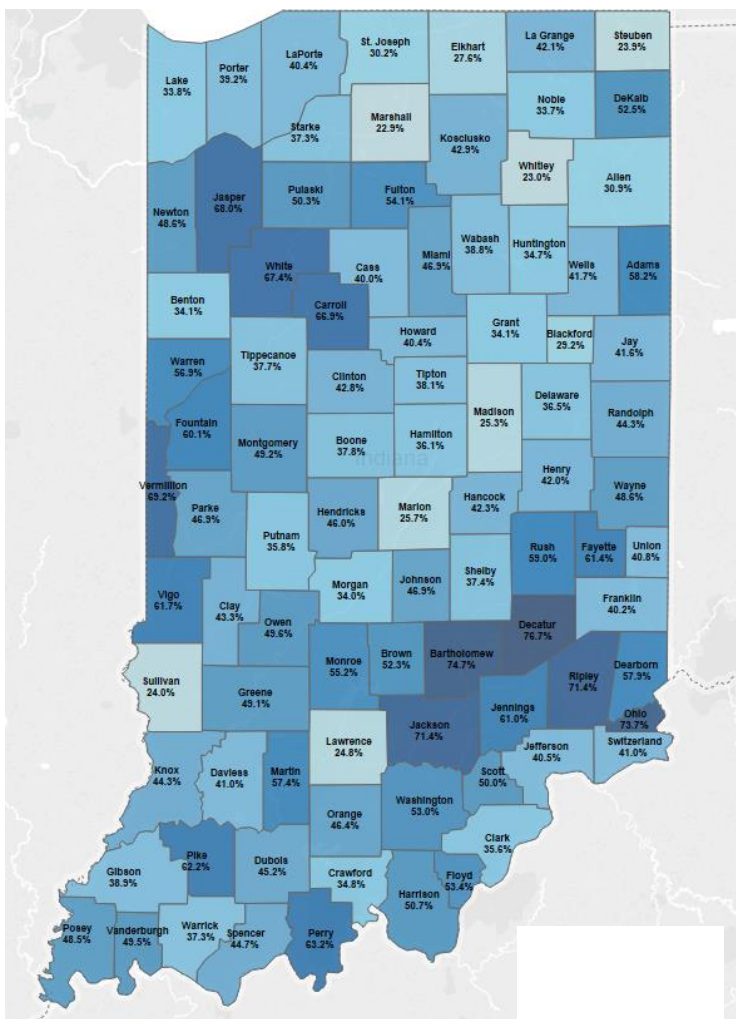 St. Joseph
30.2%
Elkhart
27.6%
La Grange
42.1%
Steuben
23.9%
LaPorte
40.4%
Porter
39.2%
Lake
33.8%
Noble
33.7%
DeKalb
52.5%
Marshall
22.9%
Starke
37.3%
Kosciusko
42.9%
Whitley
23.0%
Allen
30.9%
Jasper
68.0%
Pulaski
50.3%
Fulton
54.1%
Newton
48.6%
Wabash
38.8%
Huntington
34.7%
Miami
46.9%
White
67.4%
Cass
40.0%
Wells
41.7%
Adams
58.2%
Benton
34.1%
Carroll
66.9%
Howard
40.4%
Grant
34.1%
Blackford
29.2%
Jay
41.6%
Warren
56.9%
Tippecanoe
37.7%
Clinton
42.8%
Tipton
38.1%
Madison
25.3%
Delaware
36.5%
Randolph
44.3%
Fountain
60.1%
Montgomery
49.2%
Boone
37.8%
Hamilton
36.1%
Indiana
Henry
42.0%
Wayne
48.6%
Vermillion
69.2%
Parke
46.9%
Putnam
35.8%
Hendricks
46.0%
Marion
25.7%
Hancock
42.3%
Rush
59.0%
Fayette
61.4%
Union
40.8%
Shelby
37.4%
Morgan
34.0%
Johnson
46.9%
Vigo
61.7%
Clay
43.3%
Owen
49.6%
Franklin
40.2%
Decatur
76.7%
Monroe
55.2%
Brown
52.3%
Bartholomew
74.7%
Ripley
71.4%
Dearborn
57.9%
Sullivan
24.0%
Greene
49.1%
Jennings
61.0%
Ohio
73.7%
Jackson
71.4%
Lawrence
24.8%
Jefferson
40.5%
Switzerland
41.0%
Knox
44.3%
Daviess
41.0%
Martin
57.4%
Scott
50.0%
Washington
53.0%
Orange
46.4%
Clark
35.6%
Pike
62.2%
Dubois
45.2%
Gibson
38.9%
Crawford
34.8%
Floyd
53.4%
Harrison
50.7%
Posey
48.5%
Vanderburgh
49.5%
Warrick
37.3%
Spencer
44.7%
Perry
63.2%